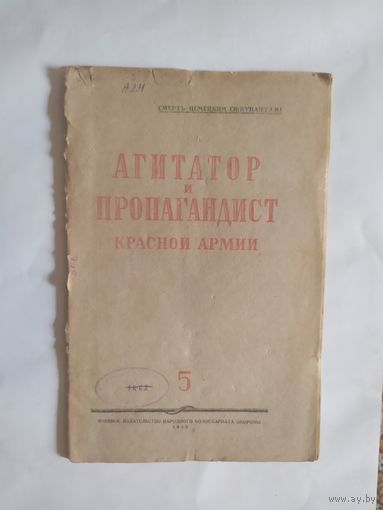 СМЕРТЬ НЕМЕЦКИМ ОККУПАНТАМ!
АГИТАТОР
И
ПРОПАГАНДИСТ
КРАСНОЙ АРМИИ
5
ВОЕННОЕ ИЗДАТЕЛЬСТВО НАРОДНОГО КОМИССАРИАТА ОБОРОНЫ
www.ay.by